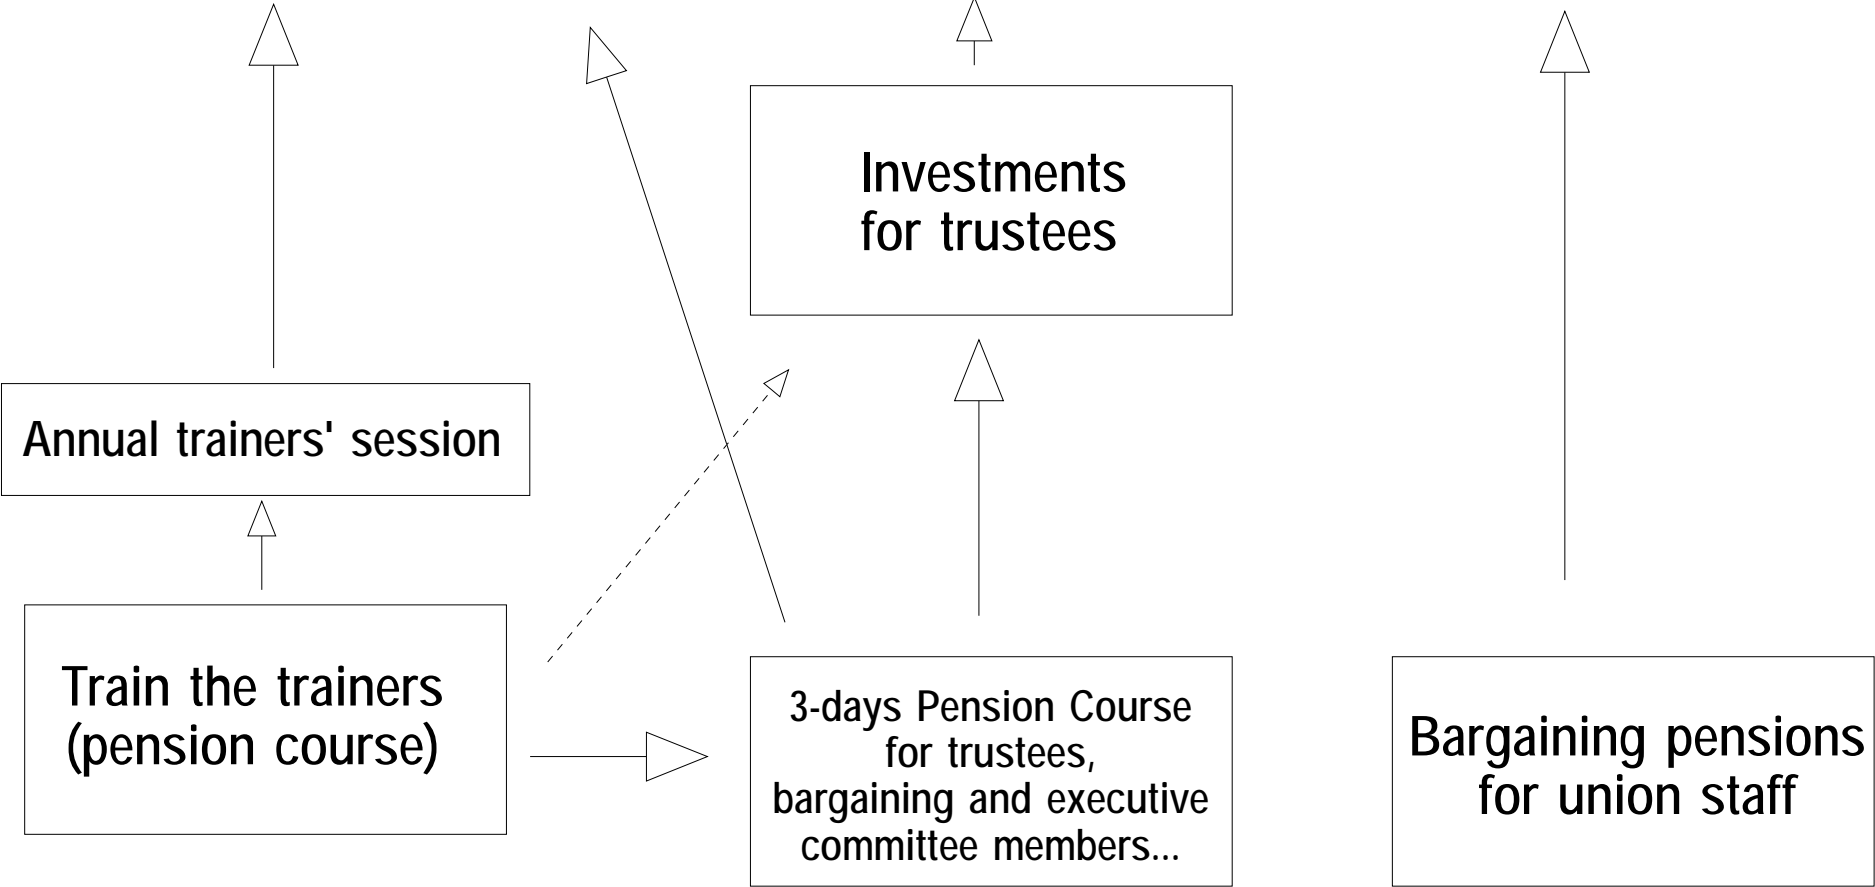 Investments
for trustees
Annual trainers' session
Train the trainers
(pension course)
3-days Pension Course
for trustees,
bargaining and executive
committee members...
Bargaining pensions
for union staff